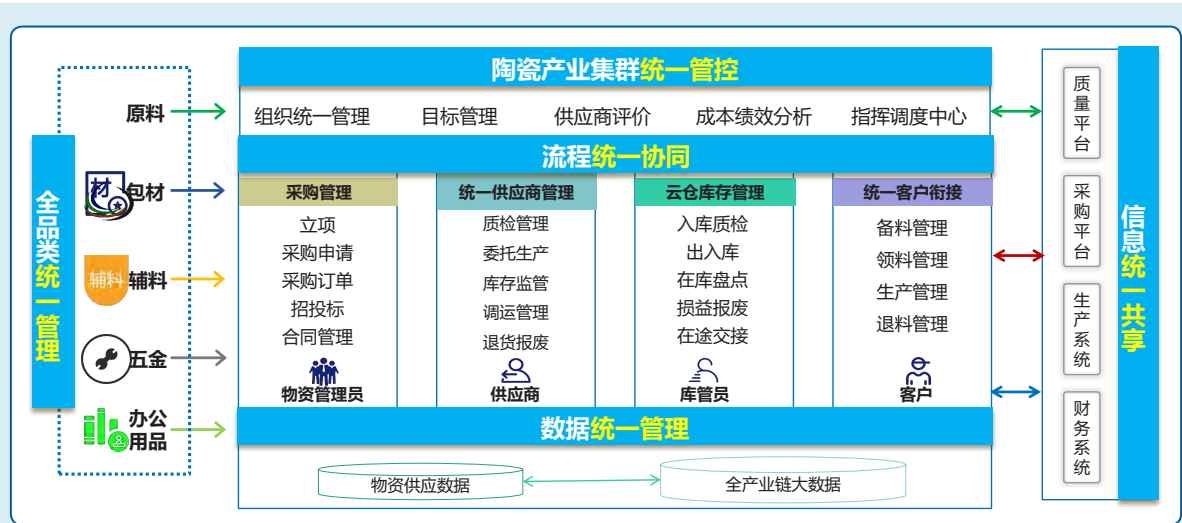 全品类统一管理
原料
材
包材
辅料
辅料
五金
办公
用品
陶瓷产业集群统一管控
组织统一管理 目标管理 供应商评价 成本绩效分析 指挥调度中心
流程统一协同
采购管理
立项
采购申请
采购订单
招投标
合同管理
物资管理员
统一供应商管理
质检管理
委托生产
库存监管
调运管理
退货报废
供应商
云仓库存管理
入库质检
出入库
在库盘点
损益报废
在途交接
库管员
统一客户衔接
备料管理
领料管理
生产管理
退料管理
客户
数据统一管理
物资供应数据
全产业链大数据
质量平台
采购平台
生产系统
财务系统
信息统一共享